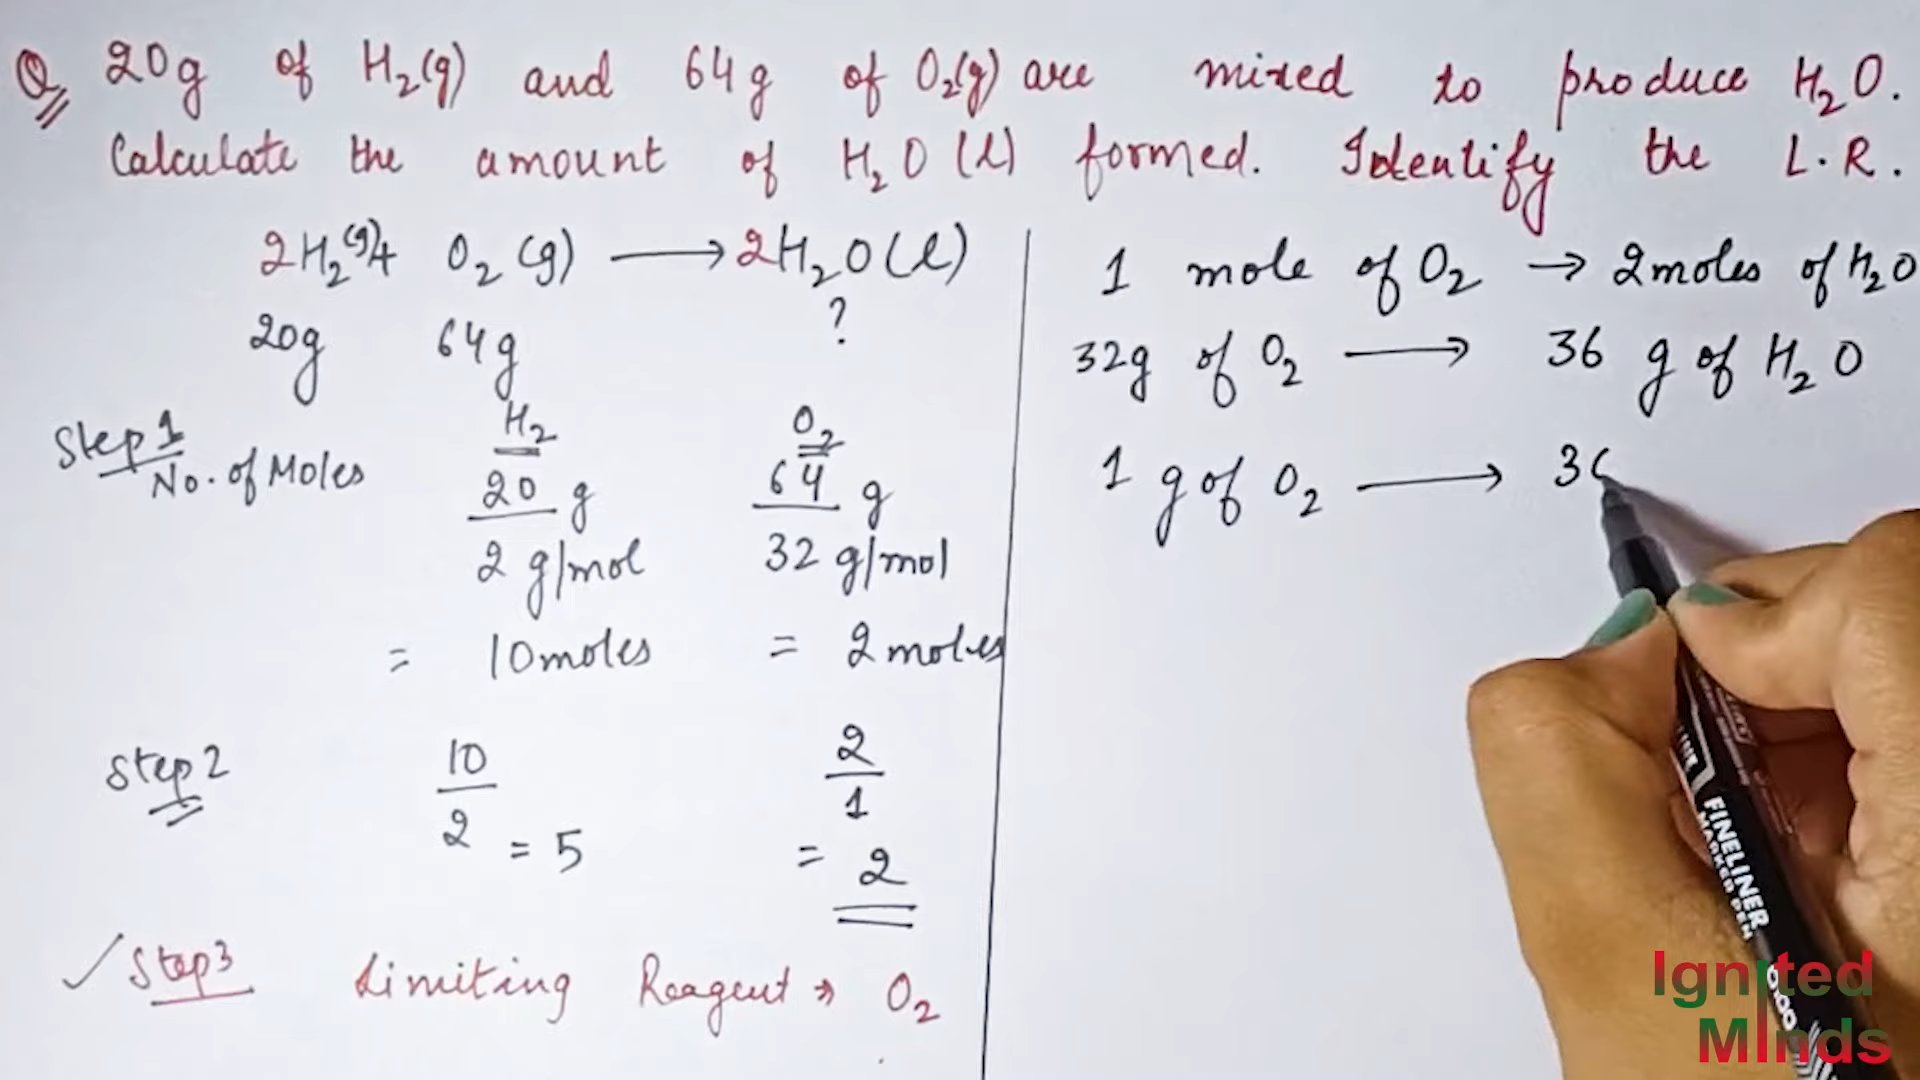 Q 20g of H₂(g) and 64g of O₂(g) are mixed to produce H₂O.
Calculate the amount of H₂O (l) formed. Identify the L.R.
2H₂(g)+ O₂(g) ⟶ 2H₂O(l)
20g 64g ?
Step 1
No. of Moles
H₂ O₂
20 g 64 g
2 g/mol 32 g/mol
= 10 moles = 2 moles
Step 2
10 2
2 1
= 5 = 2
✓ Step 3 Limiting Reagent → O₂
1 mole of O₂ → 2 moles of H₂O
32g of O₂ ⟶ 36 g of H₂O
1 g of O₂ ⟶ 3
FINELINER
MARKER PEN
Ignited
Minds